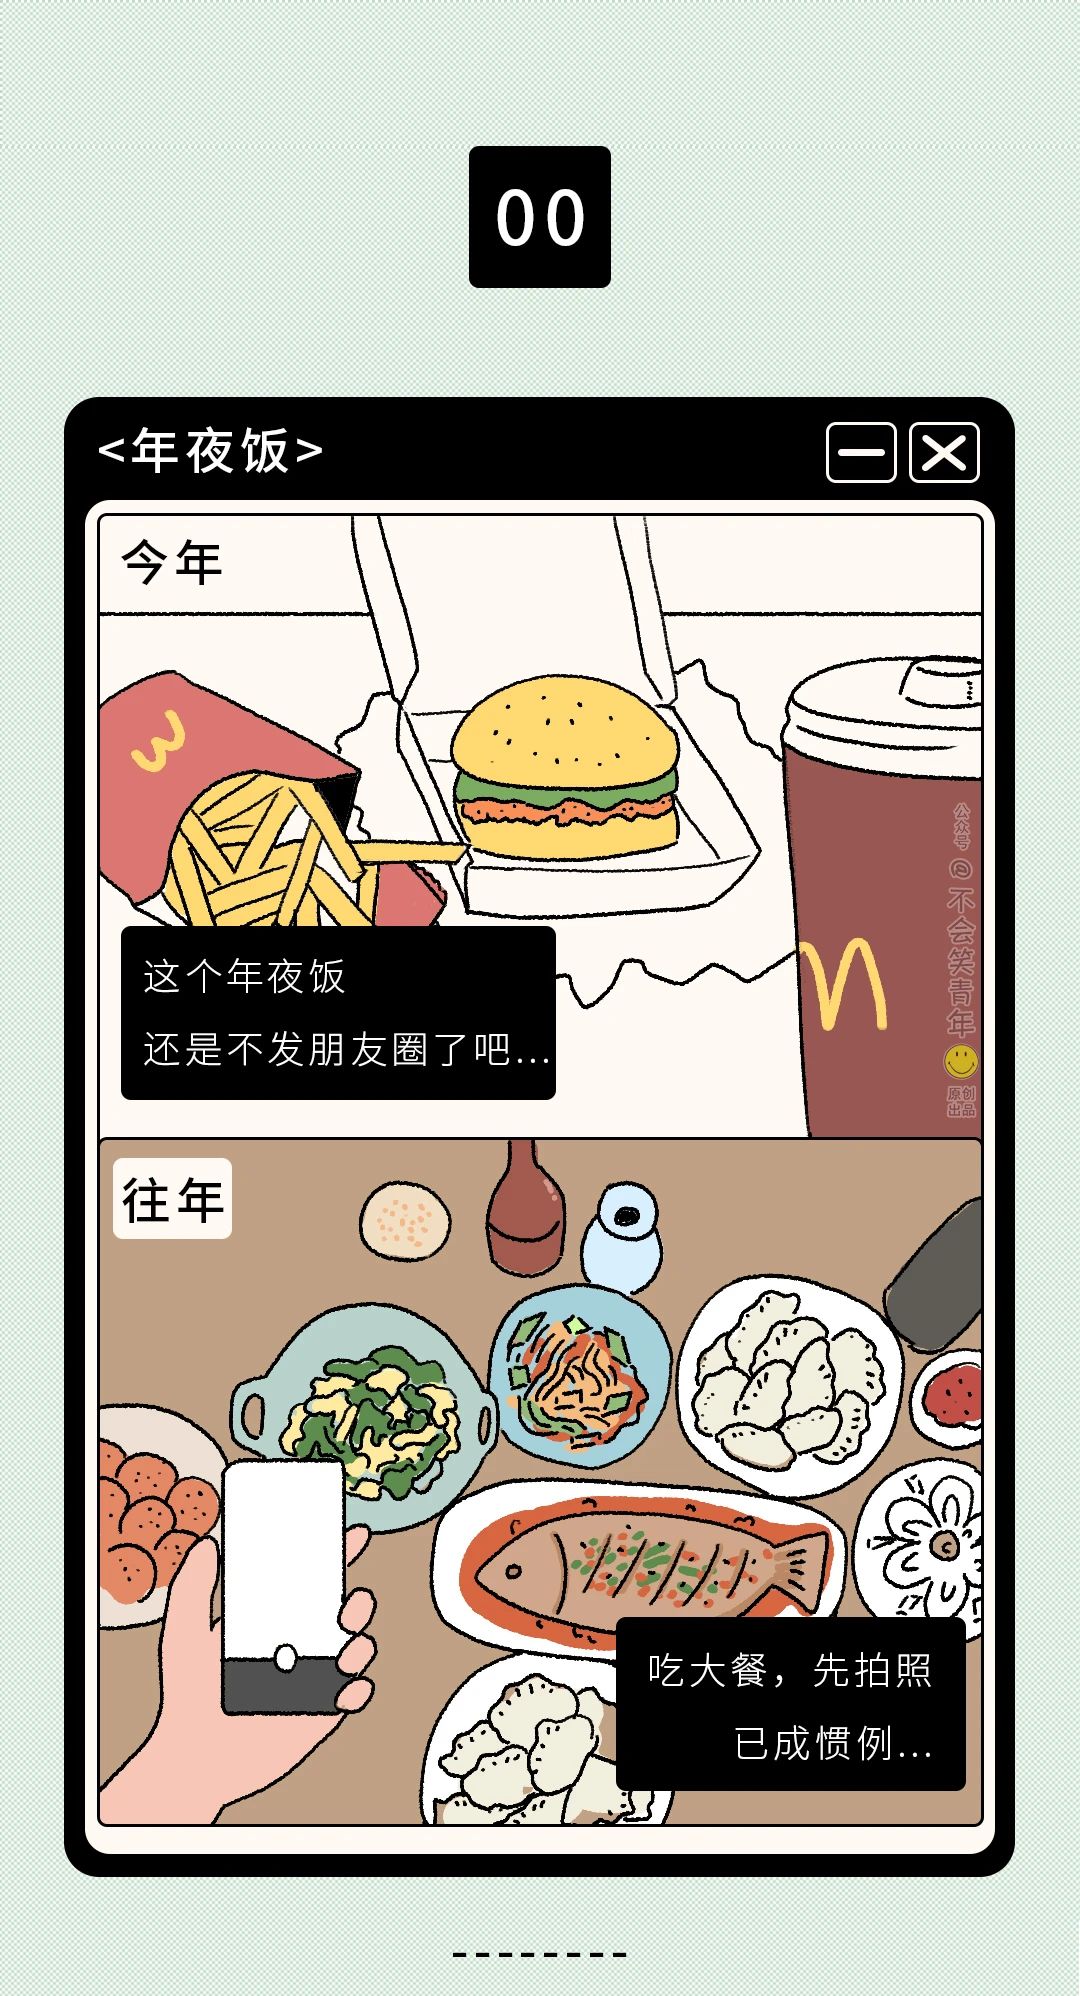 00
<年夜饭>
今年
公众号@不会笑青年
原创
出品
这个年夜饭
还是不发朋友圈了吧...
往年
吃大餐，先拍照
已成惯例...
--------